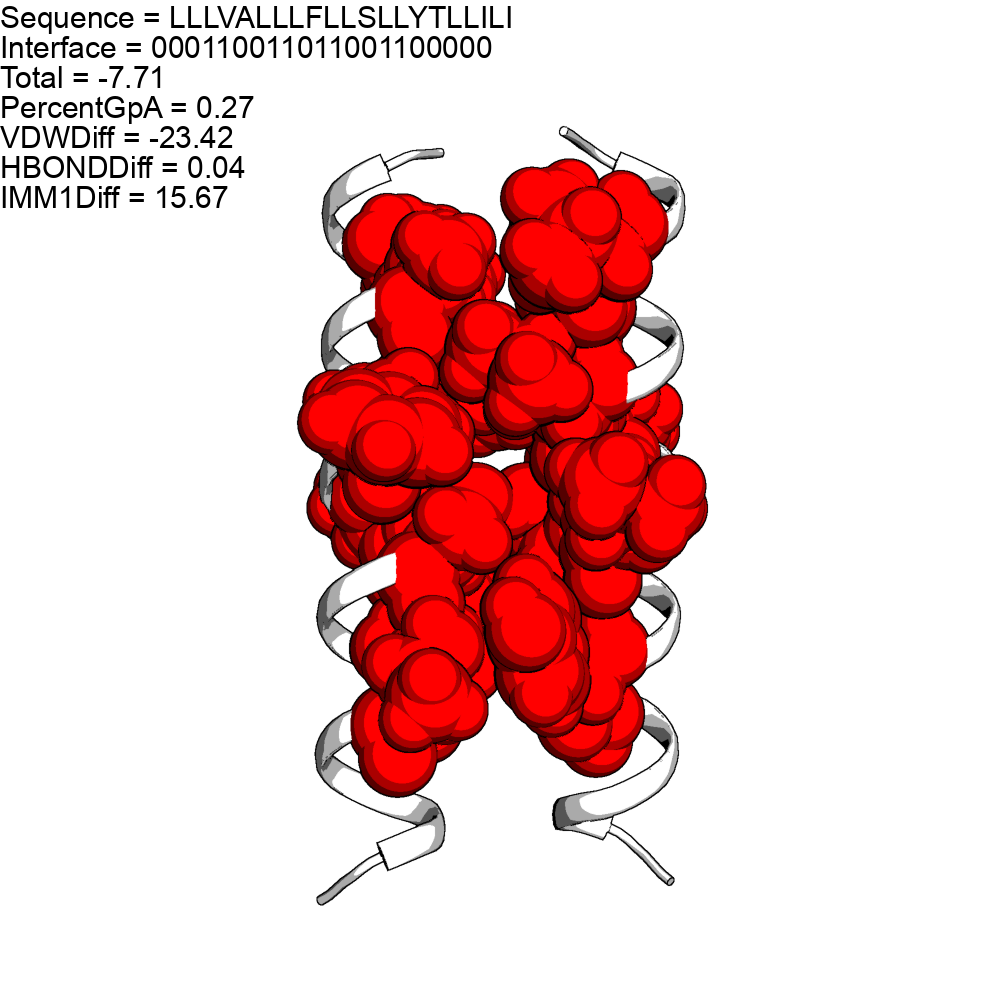 Sequence = LLLVALLLFLLSLLYTLLILI
Interface = 000110011011001100000
Total = -7.71
PercentGpA = 0.27
VDWDiff = -23.42
HBONDDiff = 0.04
IMM1Diff = 15.67